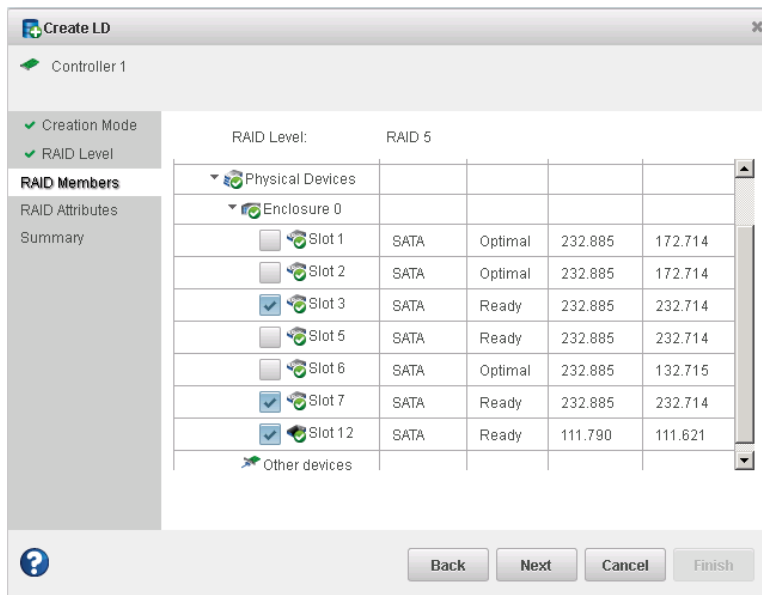 Create LD
Controller 1
Creation Mode
RAID Level
RAID Members
RAID Attributes
Summary
RAID Level: RAID 5
Physical Devices
Enclosure 0
Slot 1 SATA Optimal 232.885 172.714
Slot 2 SATA Optimal 232.885 172.714
Slot 3 SATA Ready 232.885 232.714
Slot 5 SATA Ready 232.885 232.714
Slot 6 SATA Optimal 232.885 132.715
Slot 7 SATA Ready 232.885 232.714
Slot 12 SATA Ready 111.790 111.621
Other devices
Back Next Cancel Finish